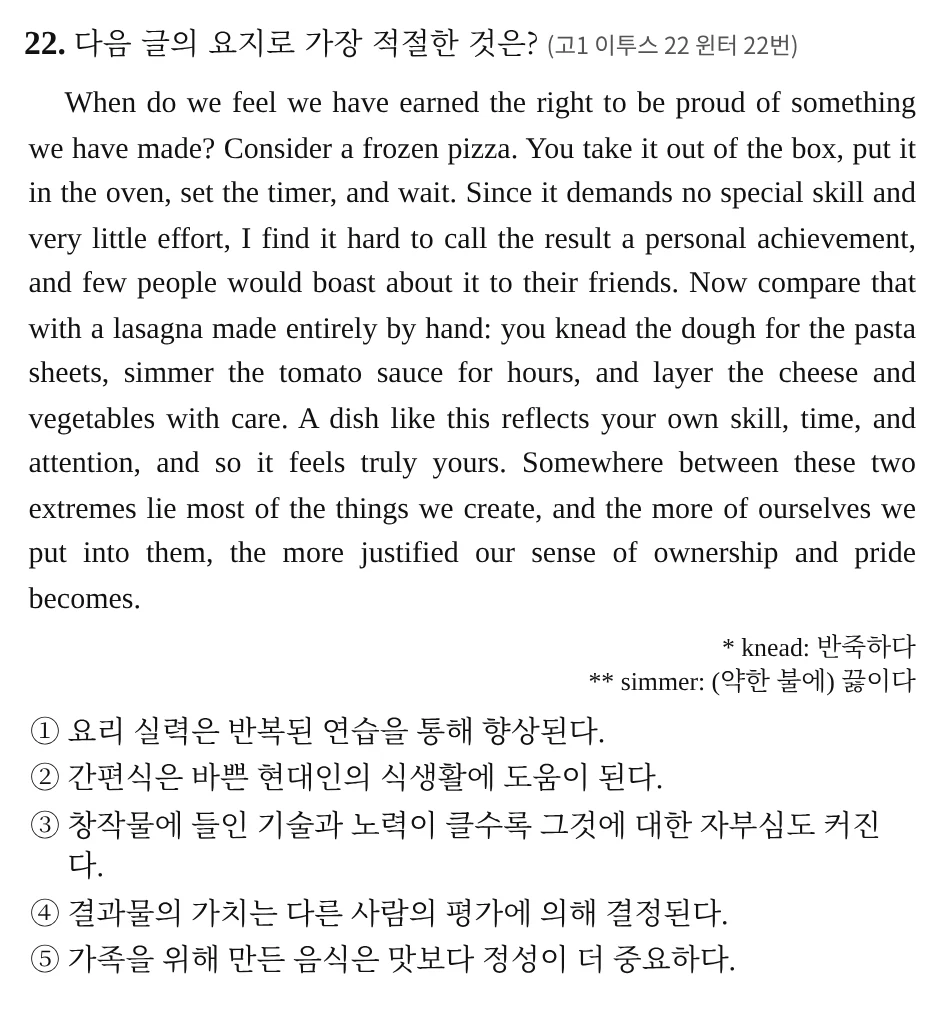 22. 다음 글의 요지로 가장 적절한 것은? (고1 이투스 22 윈터 22번)
When do we feel we have earned the right to be proud of something
we have made? Consider a frozen pizza. You take it out of the box, put it
in the oven, set the timer, and wait. Since it demands no special skill and
very little effort, I find it hard to call the result a personal achievement,
and few people would boast about it to their friends. Now compare that
with a lasagna made entirely by hand: you knead the dough for the pasta
sheets, simmer the tomato sauce for hours, and layer the cheese and
vegetables with care. A dish like this reflects your own skill, time, and
attention, and so it feels truly yours. Somewhere between these two
extremes lie most of the things we create, and the more of ourselves we
put into them, the more justified our sense of ownership and pride
becomes.
* knead: 반죽하다
** simmer: (약한 불에) 끓이다
① 요리 실력은 반복된 연습을 통해 향상된다.
② 간편식은 바쁜 현대인의 식생활에 도움이 된다.
③ 창작물에 들인 기술과 노력이 클수록 그것에 대한 자부심도 커진
다.
④ 결과물의 가치는 다른 사람의 평가에 의해 결정된다.
⑤ 가족을 위해 만든 음식은 맛보다 정성이 더 중요하다.